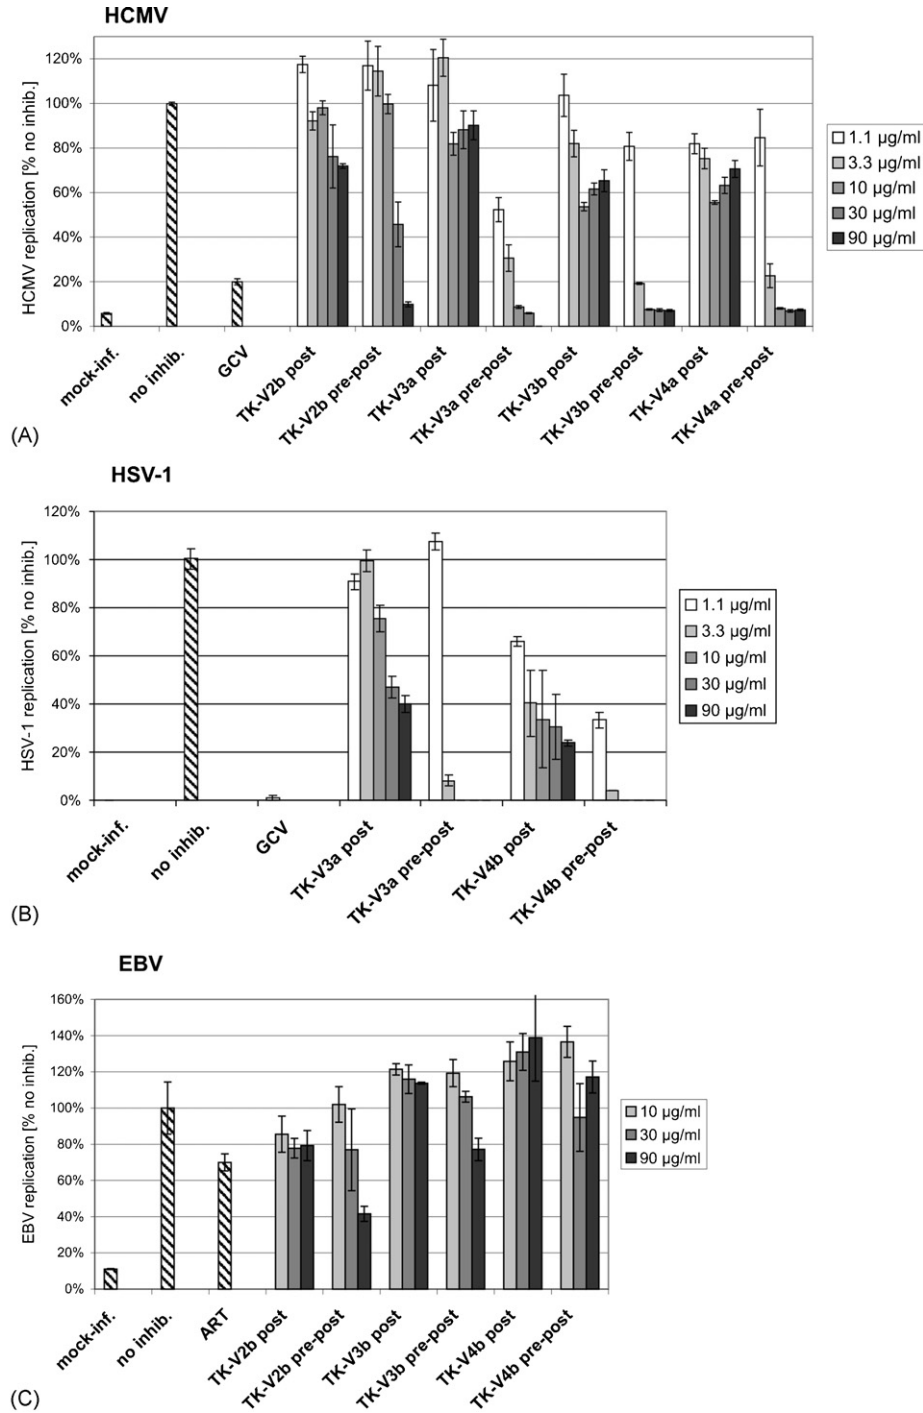 HCMV
HCMV replication [% no inhib.]
120%
100%
80%
60%
40%
20%
0%
mock-inf.
no inhib.
GCV
TK-V2b post
TK-V2b pre-post
TK-V3a post
TK-V3a pre-post
TK-V3b post
TK-V3b pre-post
TK-V4a post
TK-V4a pre-post
1.1 µg/ml
3.3 µg/ml
10 µg/ml
30 µg/ml
90 µg/ml
(A)
HSV-1
HSV-1 replication [% no inhib.]
120%
100%
80%
60%
40%
20%
0%
mock-inf.
no inhib.
GCV
TK-V3a post
TK-V3a pre-post
TK-V4b post
TK-V4b pre-post
1.1 µg/ml
3.3 µg/ml
10 µg/ml
30 µg/ml
90 µg/ml
(B)
EBV
EBV replication [% no inhib.]
160%
140%
120%
100%
80%
60%
40%
20%
0%
mock-inf.
no inhib.
ART
TK-V2b post
TK-V2b pre-post
TK-V3b post
TK-V3b pre-post
TK-V4b post
TK-V4b pre-post
10 µg/ml
30 µg/ml
90 µg/ml
(C)